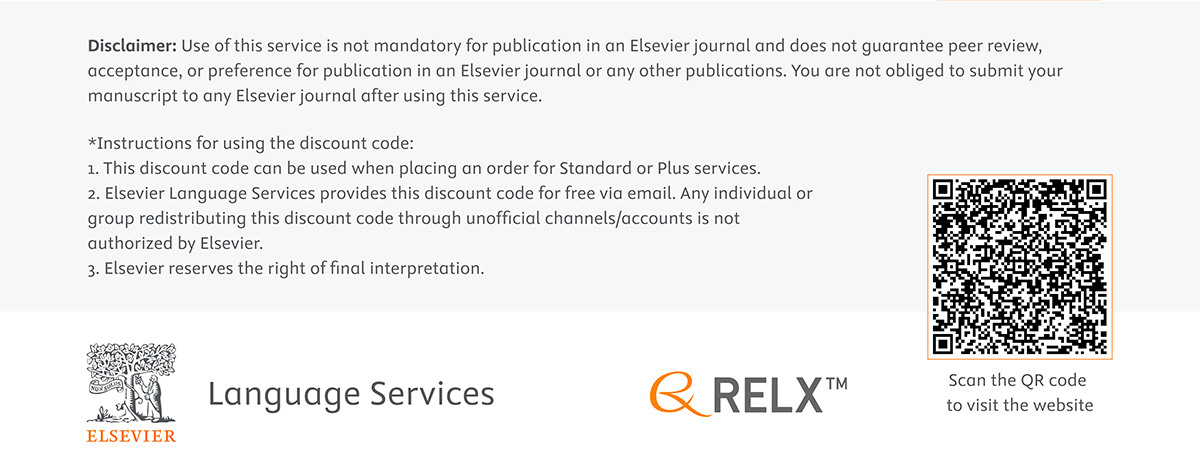 Disclaimer: Use of this service is not mandatory for publication in an Elsevier journal and does not guarantee peer review,
acceptance, or preference for publication in an Elsevier journal or any other publications. You are not obliged to submit your
manuscript to any Elsevier journal after using this service.
*Instructions for using the discount code:
1. This discount code can be used when placing an order for Standard or Plus services.
2. Elsevier Language Services provides this discount code for free via email. Any individual or
group redistributing this discount code through unofficial channels/accounts is not
authorized by Elsevier.
3. Elsevier reserves the right of final interpretation.
NON SOLUS
ELSEVIER
Language Services
RELX™
Scan the QR code
to visit the website